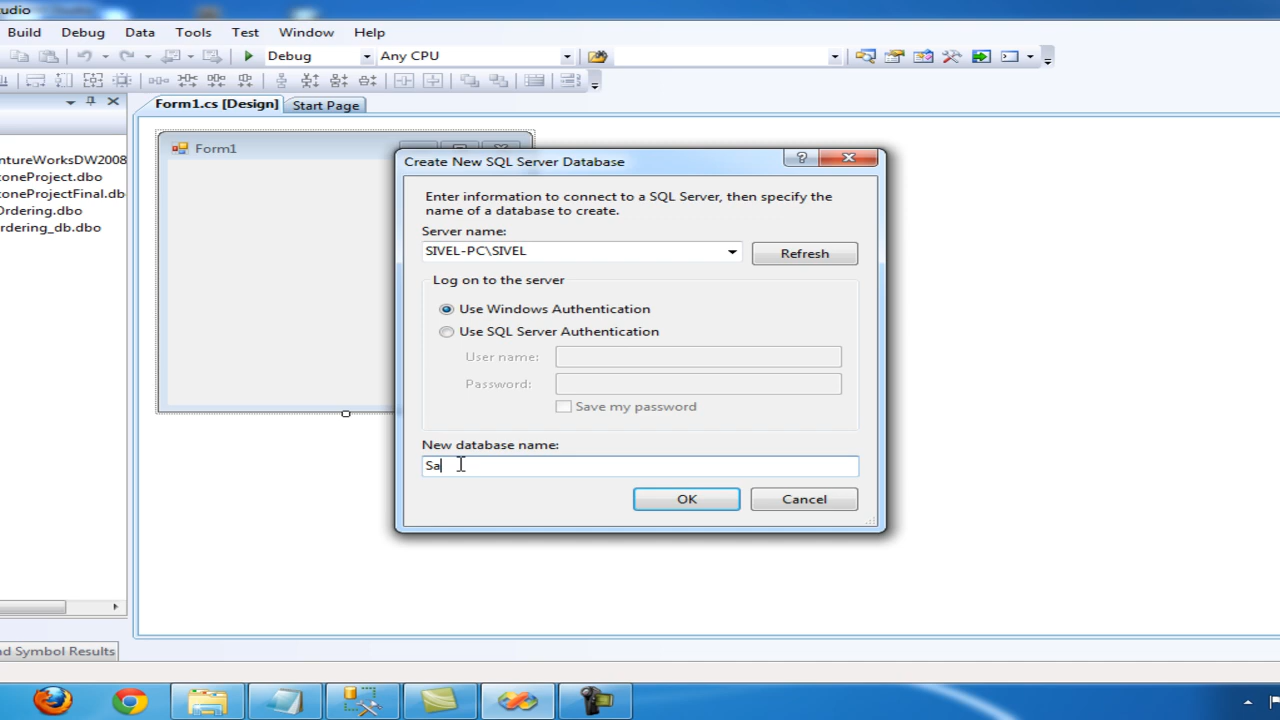 udio
Build Debug Data Tools Test Window Help
Debug Any CPU
Form1.cs [Design] Start Page
Form1
ntureWorksDW2008
toneProject.dbo
toneProjectFinal.db
Ordering.dbo
rdering_db.dbo
Create New SQL Server Database
Enter information to connect to a SQL Server, then specify the
name of a database to create.
Server name:
SIVEL-PC\SIVEL
Refresh
Log on to the server
Use Windows Authentication
Use SQL Server Authentication
User name:
Password:
Save my password
New database name:
Sa
OK Cancel
nd Symbol Results